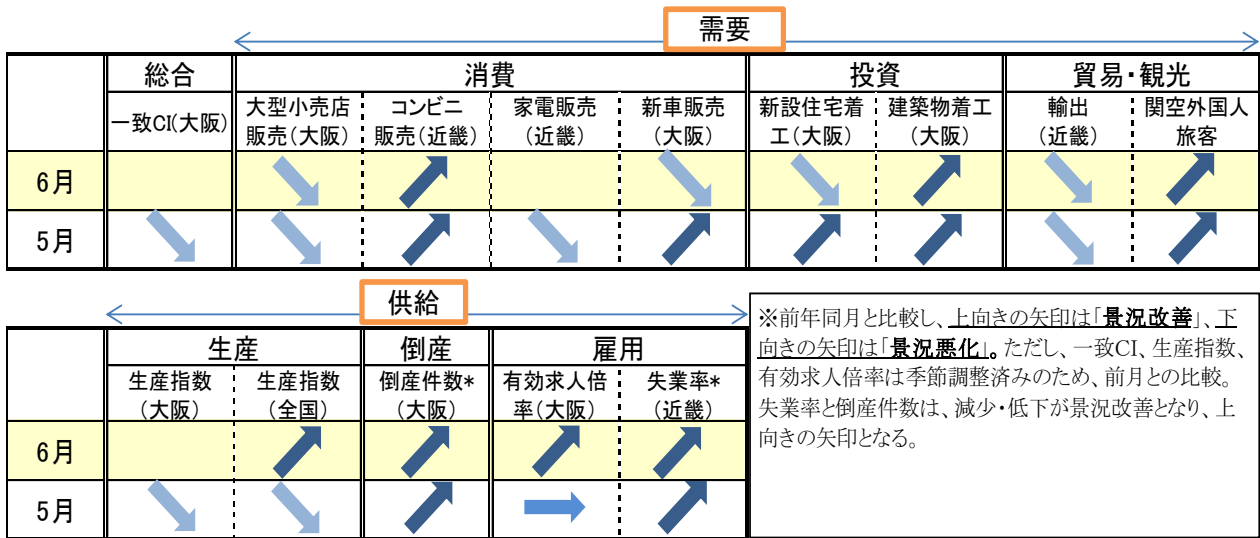 需要
総合 消費 投資 貿易・観光
一致CI(大阪) 大型小売店 コンビニ 家電販売 新車販売 新設住宅着 建築物着工 輸出 関空外国人
販売(大阪) 販売(近畿) (近畿) (大阪) 工(大阪) (大阪) (近畿) 旅客
6月
5月
供給
生産 倒産 雇用
生産指数 生産指数 倒産件数* 有効求人倍 失業率*
(大阪) (全国) (大阪) 率(大阪) (近畿)
6月
5月
※前年同月と比較し、上向きの矢印は「景況改善」、下
向きの矢印は「景況悪化」。ただし、一致CI、生産指数、
有効求人倍率は季節調整済みのため、前月との比較。
失業率と倒産件数は、減少・低下が景況改善となり、上
向きの矢印となる。